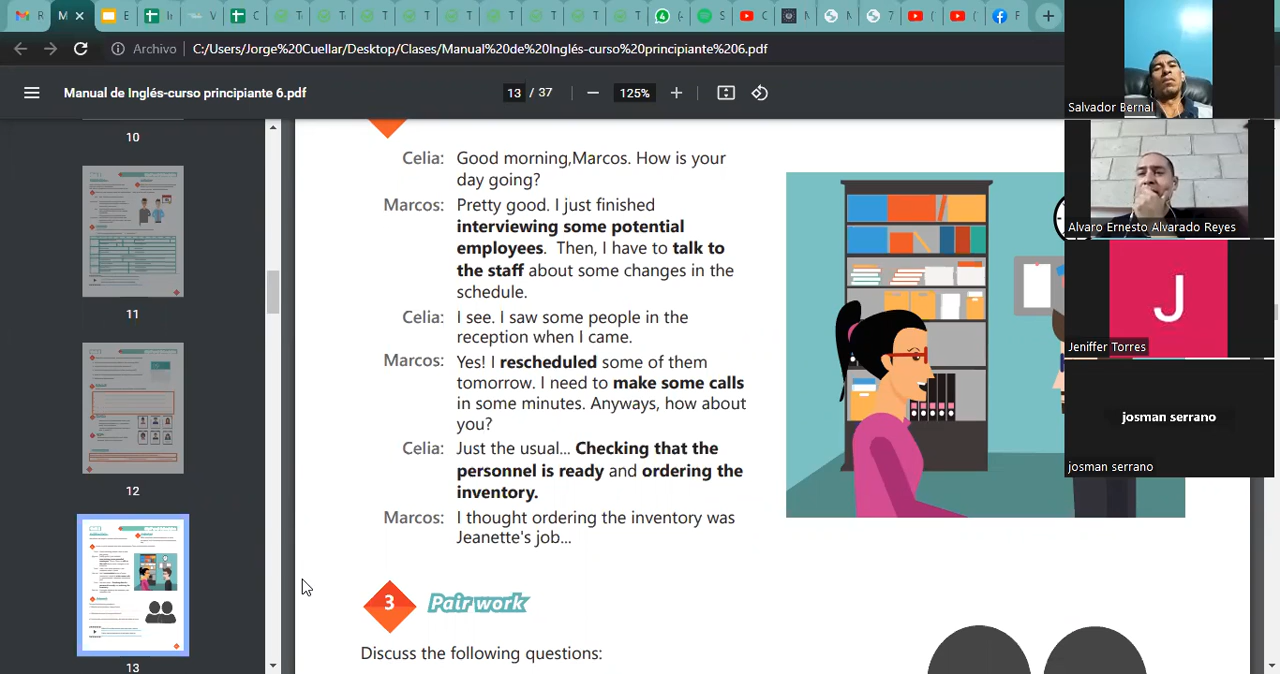 Archivo
C:/Users/Jorge%20Cuellar/Desktop/Clases/Manual%20de%20Inglés-curso%20principiante%206.pdf
Manual de Inglés-curso principiante 6.pdf
13 / 37
125%
10
11
12
13
Celia: Good morning,Marcos. How is your
day going?
Marcos: Pretty good. I just finished
interviewing some potential
employees. Then, I have to talk to
the staff about some changes in the
schedule.
Celia: I see. I saw some people in the
reception when I came.
Marcos: Yes! I rescheduled some of them
tomorrow. I need to make some calls
in some minutes. Anyways, how about
you?
Celia: Just the usual... Checking that the
personnel is ready and ordering the
inventory.
Marcos: I thought ordering the inventory was
Jeanette's job...
3 Pair work
Discuss the following questions:
Salvador Bernal
Alvaro Ernesto Alvarado Reyes
J
Jeniffer Torres
josman serrano
josman serrano